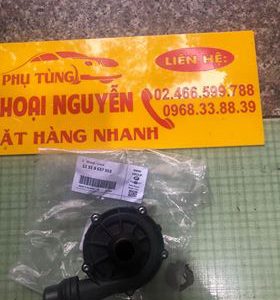 PHỤ TÙNG
LIÊN HỆ:
HOẠI NGUYỄN
02.466.599.788
0968.33.88.39
ẶT HÀNG NHANH